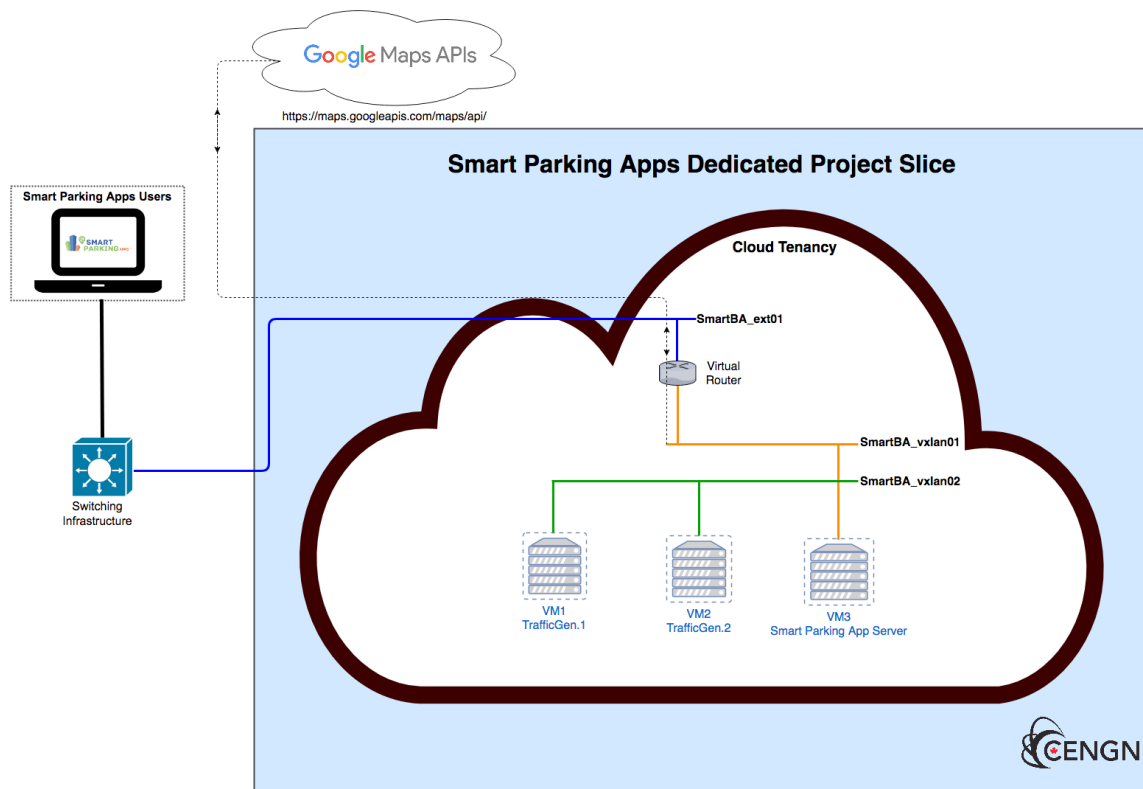 Google Maps APIs
https://maps.googleapis.com/maps/api/
Smart Parking Apps Dedicated Project Slice
Smart Parking Apps Users
SMART
PARKING APPS
Cloud Tenancy
SmartBA_ext01
Virtual
Router
SmartBA_vxlan01
SmartBA_vxlan02
Switching
Infrastructure
VM1
TrafficGen.1
VM2
TrafficGen.2
VM3
Smart Parking App Server
CENGN